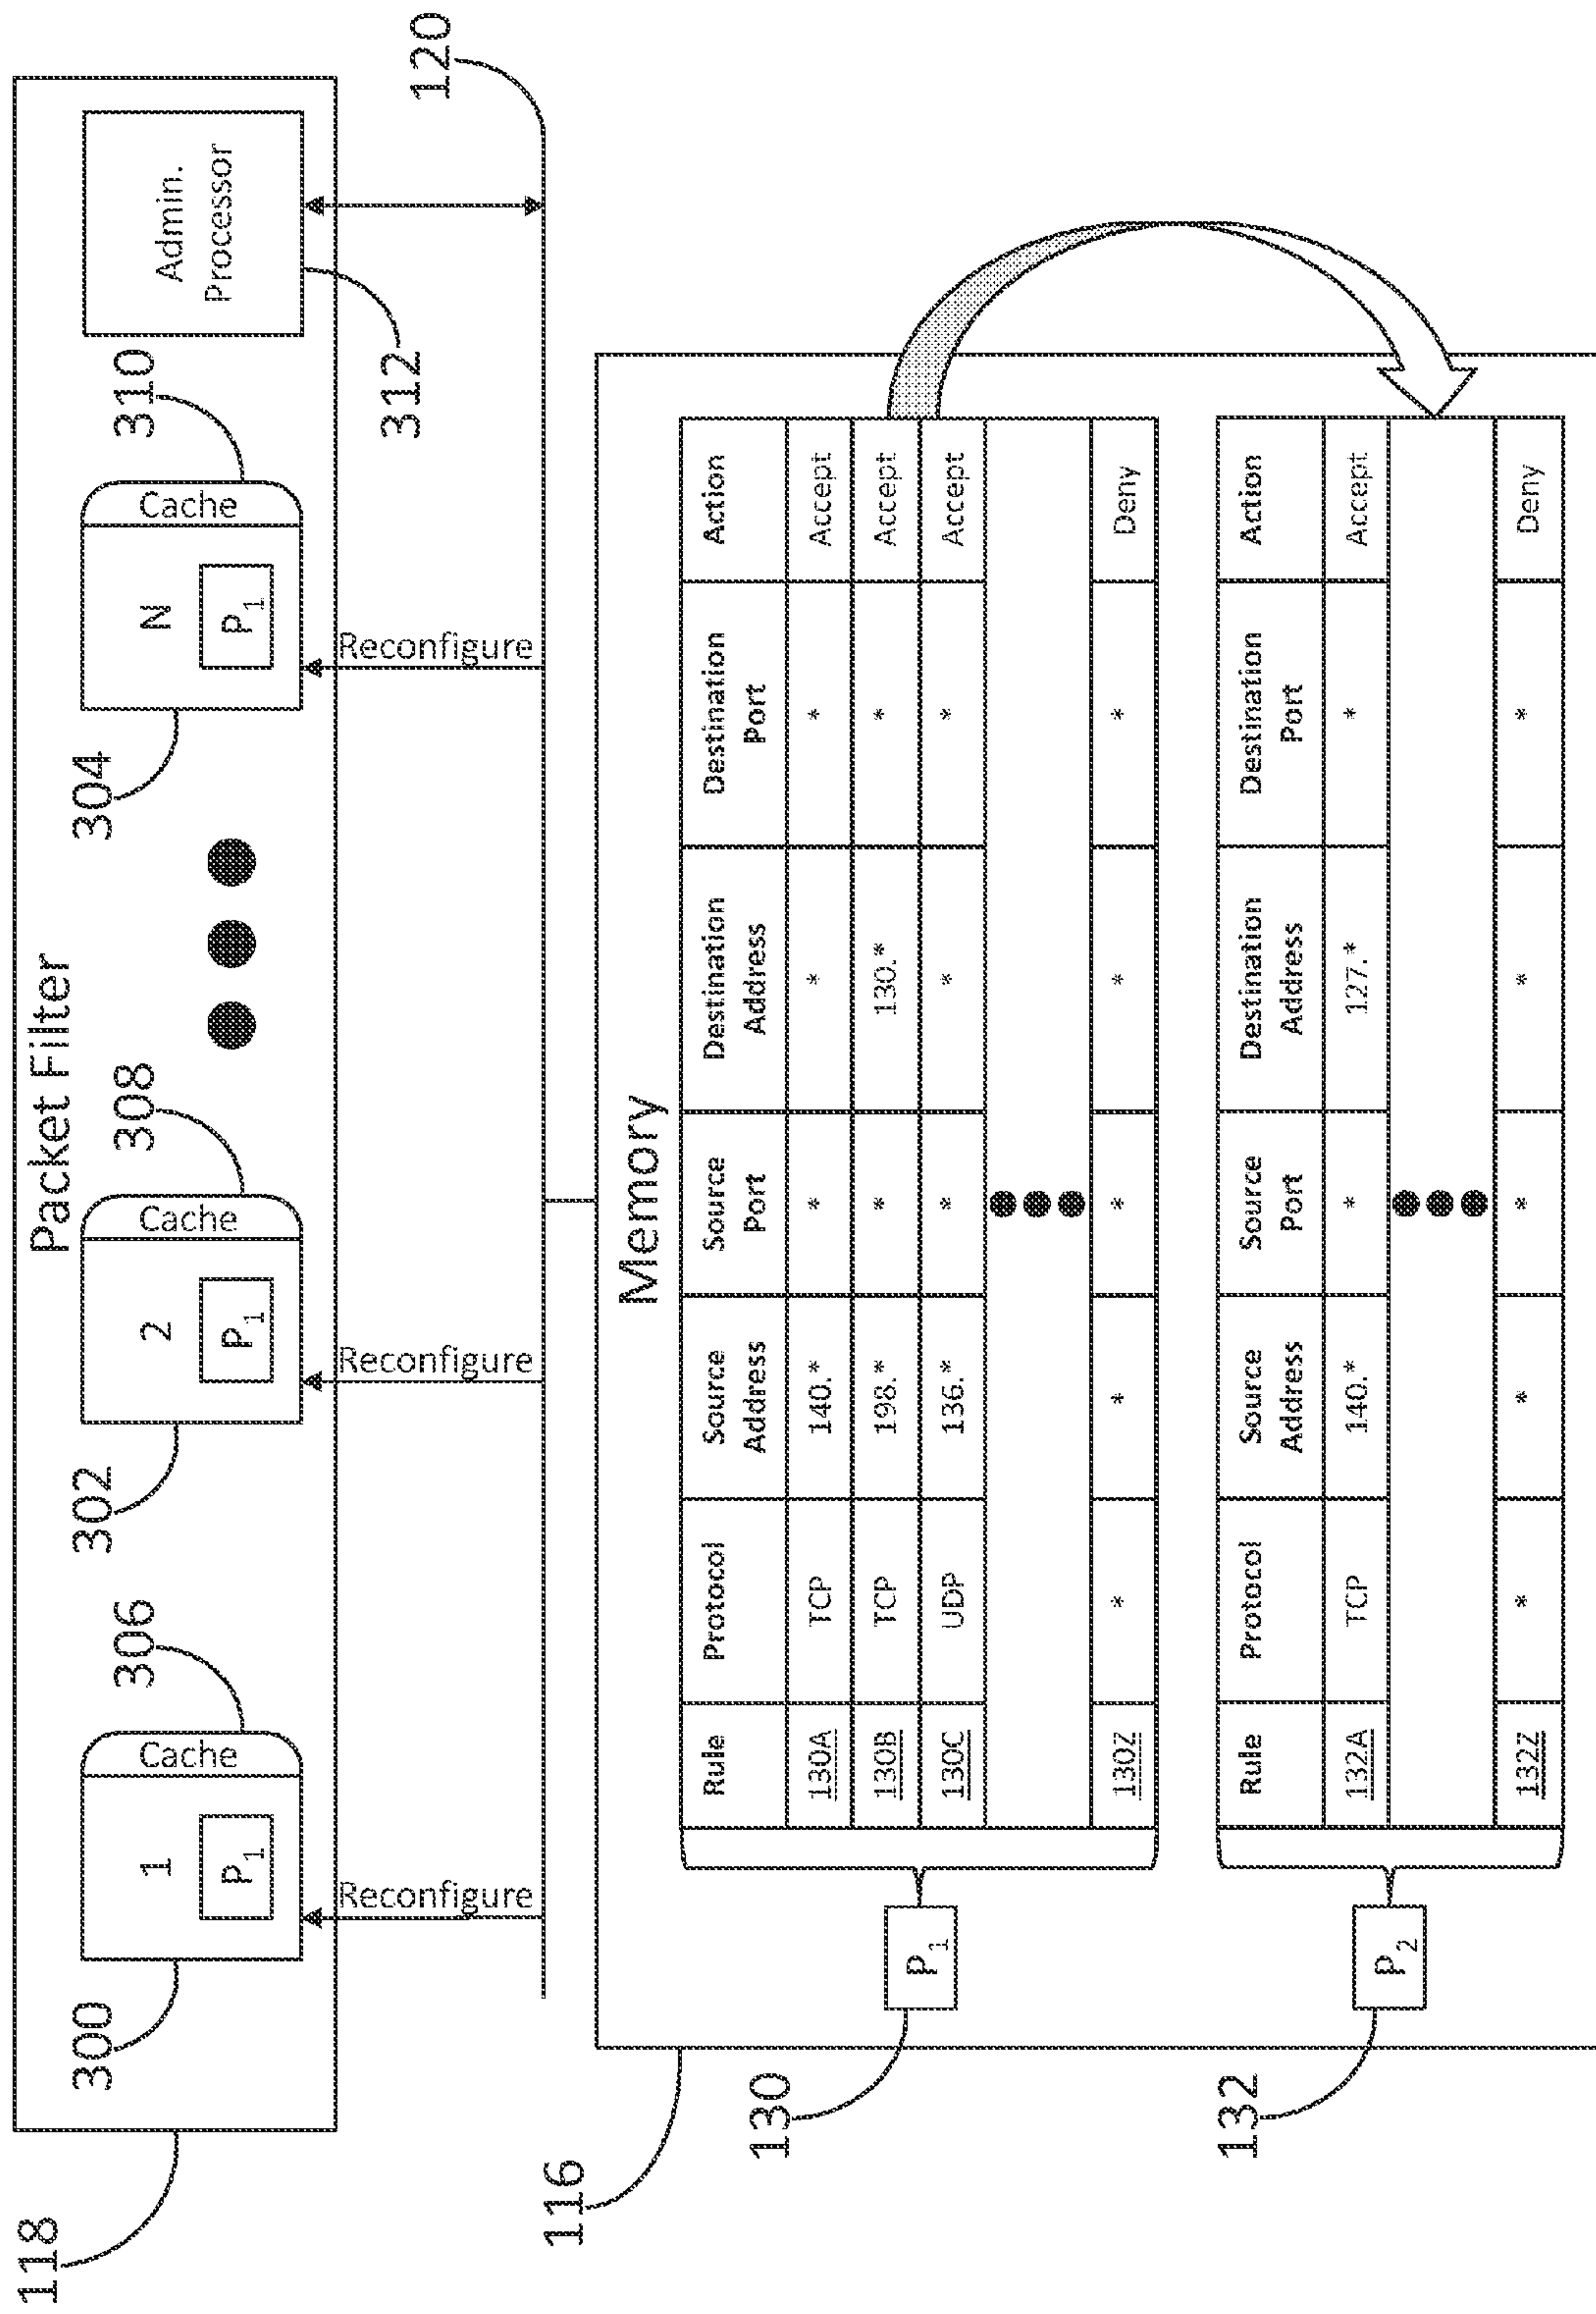 118
Packet Filter
300
1
P1
Cache
306
302
2
P1
Cache
308
304
N
P1
Cache
310
Admin.
Processor
312
Reconfigure
Reconfigure
Reconfigure
120
116
Memory
130
P1
Rule Protocol Source Address Source Port Destination Address Destination Port Action
130A TCP 140.* * * * Accept
130B TCP 198.* * 130.* * Accept
130C UDP 136.* * * * Accept
130Z * * * * * Deny
132
P2
Rule Protocol Source Address Source Port Destination Address Destination Port Action
132A TCP 140.* * 127.* * Accept
132Z * * * * * Deny